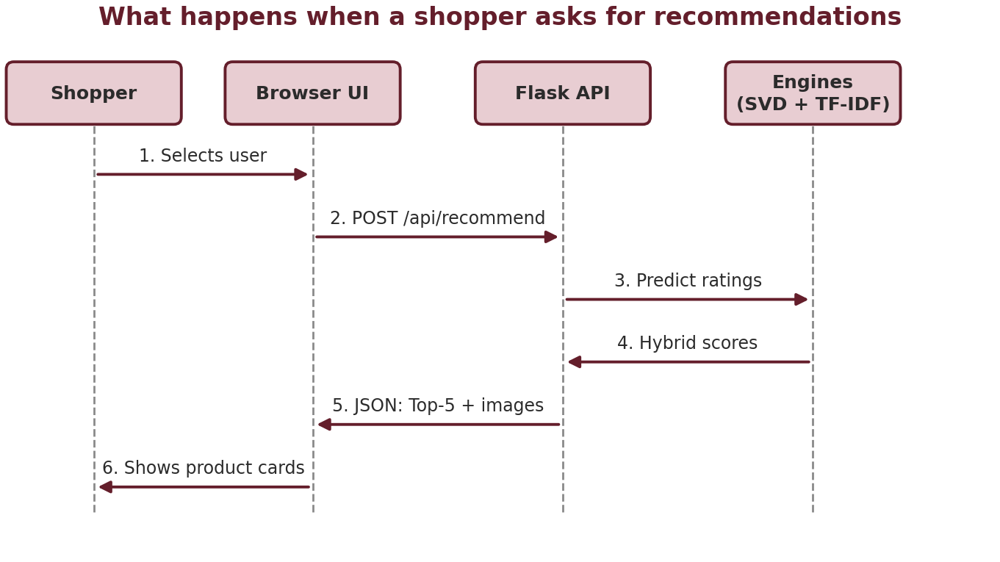 What happens when a shopper asks for recommendations
Shopper
Browser UI
Flask API
Engines
(SVD + TF-IDF)
1. Selects user
2. POST /api/recommend
3. Predict ratings
4. Hybrid scores
5. JSON: Top-5 + images
6. Shows product cards